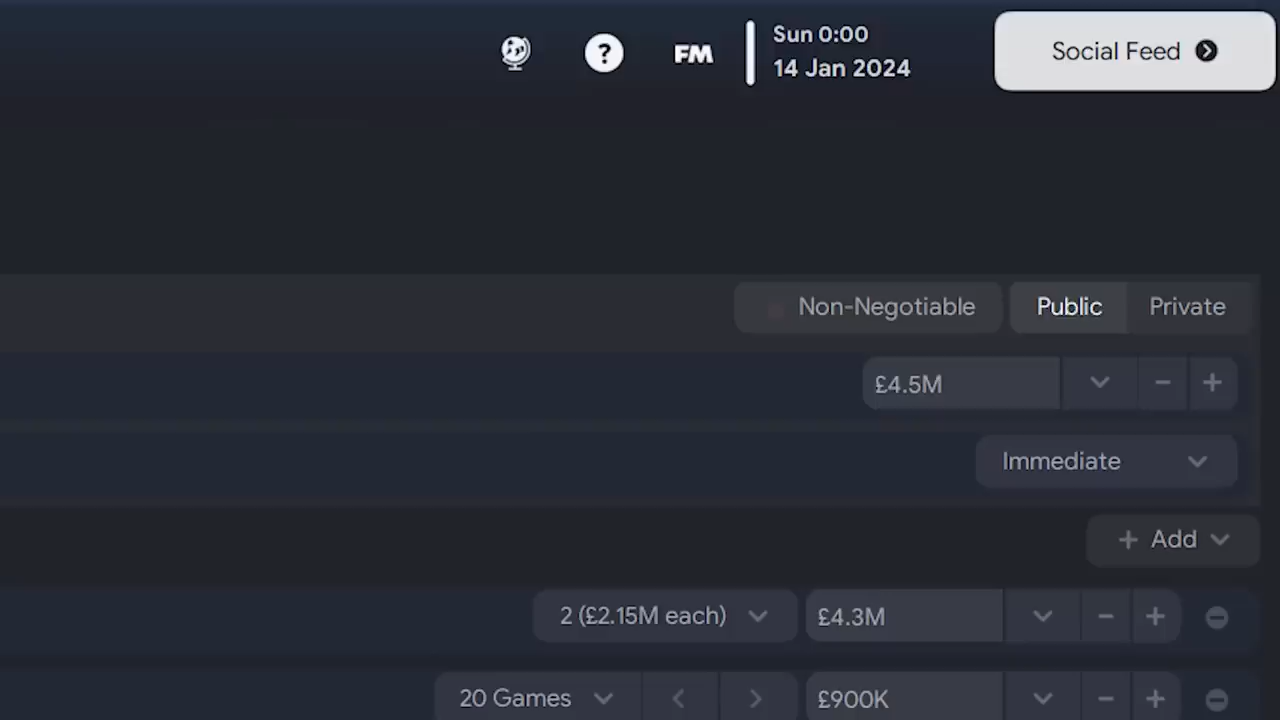 Sun 0:00
14 Jan 2024
? FM
Social Feed
Non-Negotiable Public Private
£4.5M
Immediate
+ Add
2 (£2.15M each) £4.3M
20 Games £900K